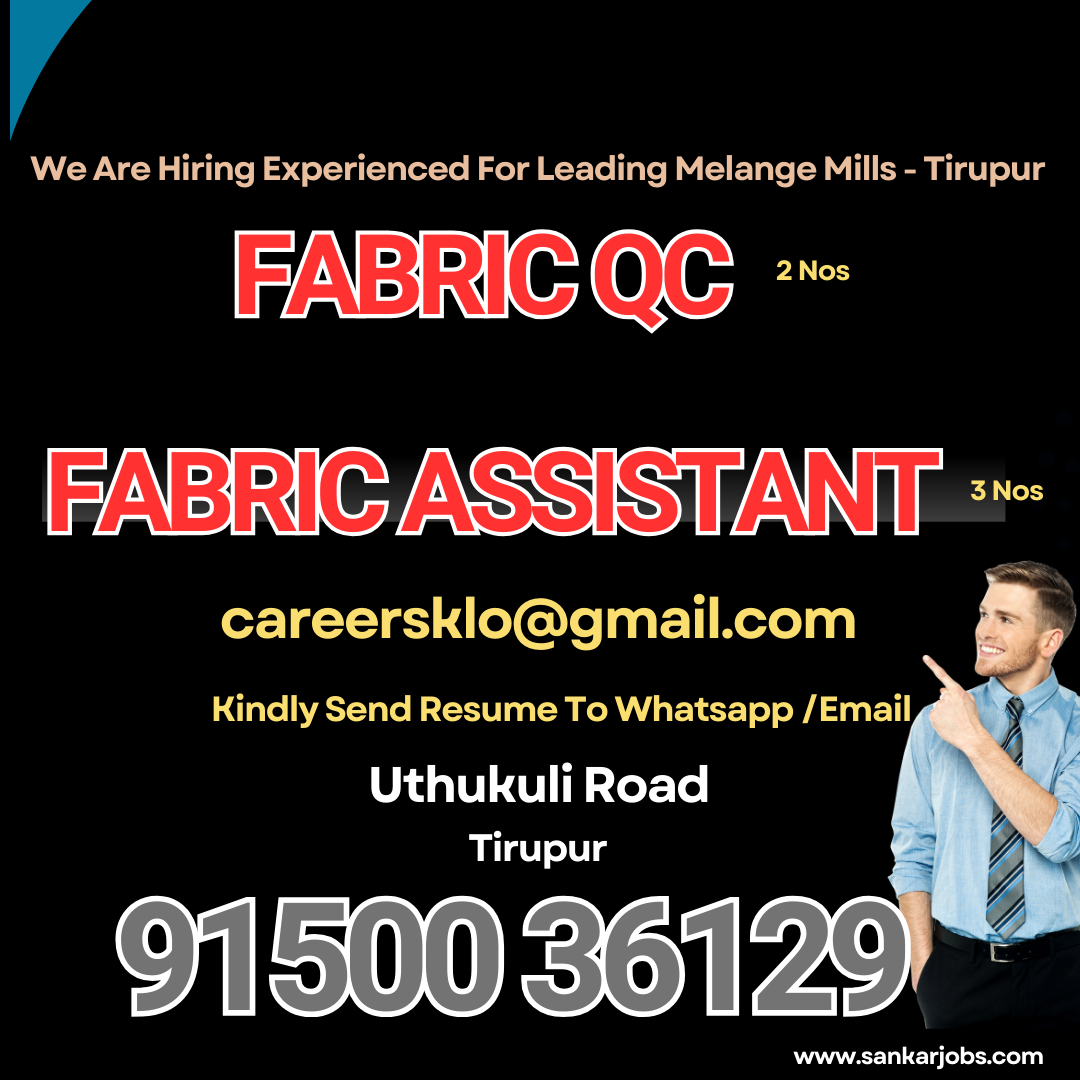 We Are Hiring Experienced For Leading Melange Mills - Tirupur
FABRIC QC 2 Nos
FABRIC ASSISTANT 3 Nos
careersklo@gmail.com
Kindly Send Resume To Whatsapp /Email
Uthukuli Road
Tirupur
91500 36129
www.sankarjobs.com